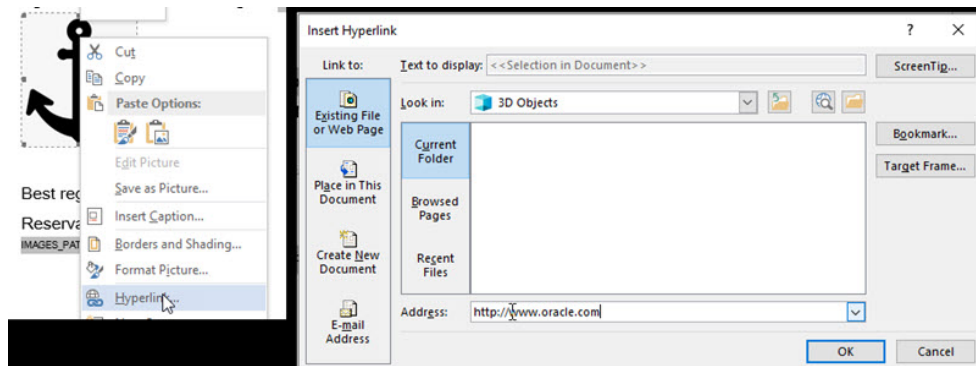 Cut
Copy
Paste Options:
Edit Picture
Save as Picture...
Insert Caption...
Borders and Shading...
Format Picture...
Best reg
Reserva
IMAGES_PAT
Insert Hyperlink
? ×
Link to:
Text to display: <<Selection in Document>>
ScreenTip...
Existing File
or Web Page
Look in: 3D Objects
Current
Folder
Bookmark...
Target Frame...
Place in This
Document
Browsed
Pages
Create New
Document
Recent
Files
E-mail
Address
Address: http://www.oracle.com
OK Cancel